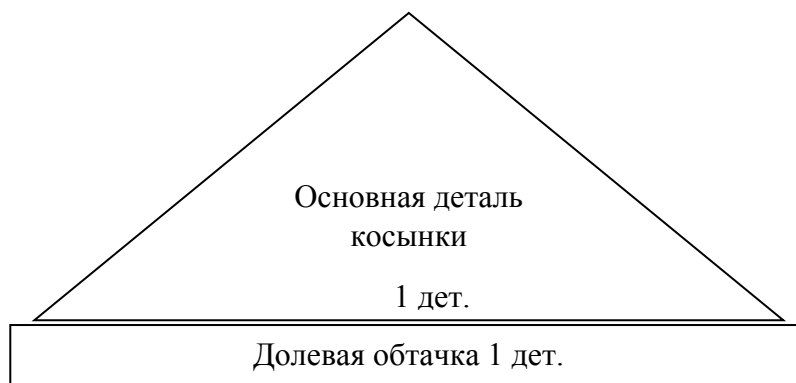 Основная деталь
косынки
1 дет.
Долевая обтачка 1 дет.